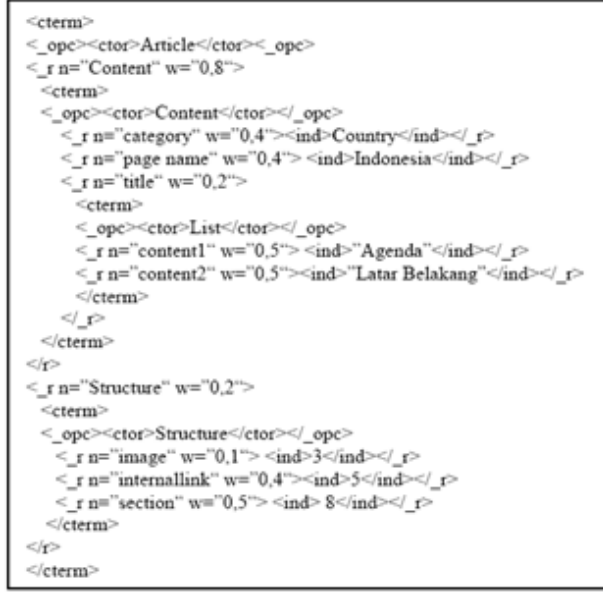 <cterm>
<_opc><ctor>Article</ctor><_opc>
<_r n="Content“ w="0,8“>
<cterm>
<_opc><ctor>Content</ctor></_opc>
<_r n="category“ w="0,4“><ind>Country</ind></_r>
<_r n="page name“ w="0,4“> <ind>Indonesia</ind></_r>
<_r n="title“ w="0,2“>
<cterm>
<_opc><ctor>List</ctor></_opc>
<_r n="content1“ w="0,5“> <ind>"Agenda"</ind></_r>
<_r n="content2“ w="0,5“><ind>"Latar Belakang"</ind></_r>
</cterm>
</_r>
</cterm>
</r>
<_r n="Structure“ w="0,2“>
<cterm>
<_opc><ctor>Structure</ctor></_opc>
<_r n="image“ w="0,1“> <ind>3</ind></_r>
<_r n="internallink“ w="0,4“><ind>5</ind></_r>
<_r n="section“ w="0,5“> <ind> 8</ind></_r>
</cterm>
</r>
</cterm>